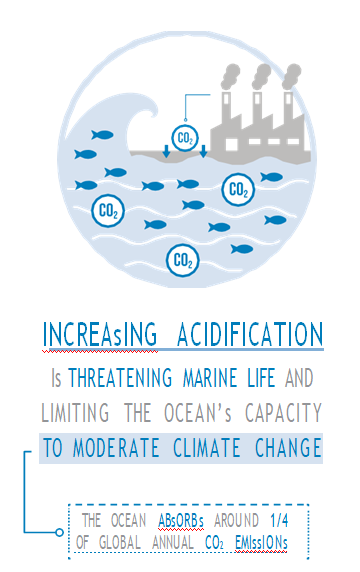 CO₂
CO₂
CO₂
CO₂
INCREAsING ACIDIFICATION
Is THREATENING MARINE LIFE AND
LIMITING THE OCEAN's CAPACITY
TO MODERATE CLIMATE CHANGE
THE OCEAN ABsORBs AROUND 1/4
OF GLOBAL ANNUAL CO₂ EMIssIONs